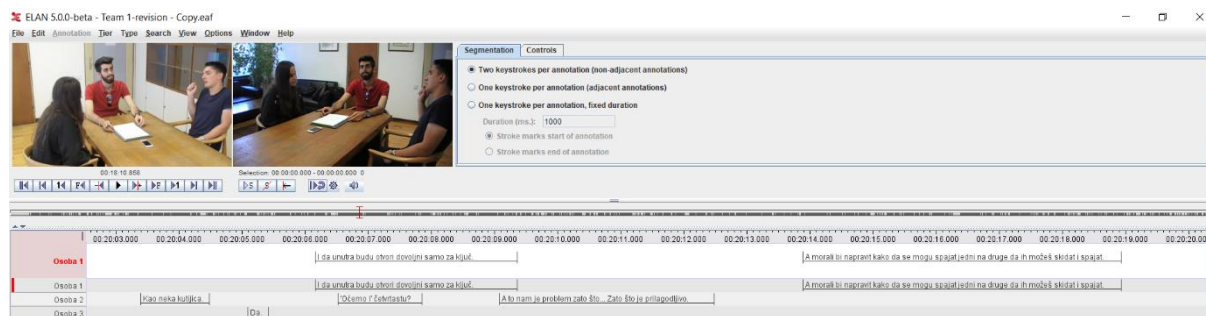 ELAN 5.0.0-beta - Team 1-revision - Copy.eaf
File Edit Annotation Tier Type Search View Options Window Help
Segmentation Controls
Two keystrokes per annotation (non-adjacent annotations)
One keystroke per annotation (adjacent annotations)
One keystroke per annotation, fixed duration
Duration (ms.): 1000
Stroke marks start of annotation
Stroke marks end of annotation
00:18:10.858
Selection: 00:00:00.000 - 00:00:00.000 0
00:20:03.000 00:20:04.000 00:20:05.000 00:20:06.000 00:20:07.000 00:20:08.000 00:20:09.000 00:20:10.000 00:20:11.000 00:20:12.000 00:20:13.000 00:20:14.000 00:20:15.000 00:20:16.000 00:20:17.000 00:20:18.000 00:20:19.000 00:20:20.00
Osoba 1 I da unutra budu otvori dovoljni samo za ključ. A morali bi napravit kako da se mogu spajat jedni na druge da ih možeš skidat i spajat.
Osoba 1 I da unutra budu otvori dovoljni samo za ključ. A morali bi napravit kako da se mogu spajat jedni na druge da ih možeš skidat i spajat.
Osoba 2 Kao neka kutijica. 'Oćemo l' četvrtastu? A to nam je problem zato što... Zato što je prilagodljivo.
Osoba 3 Da.